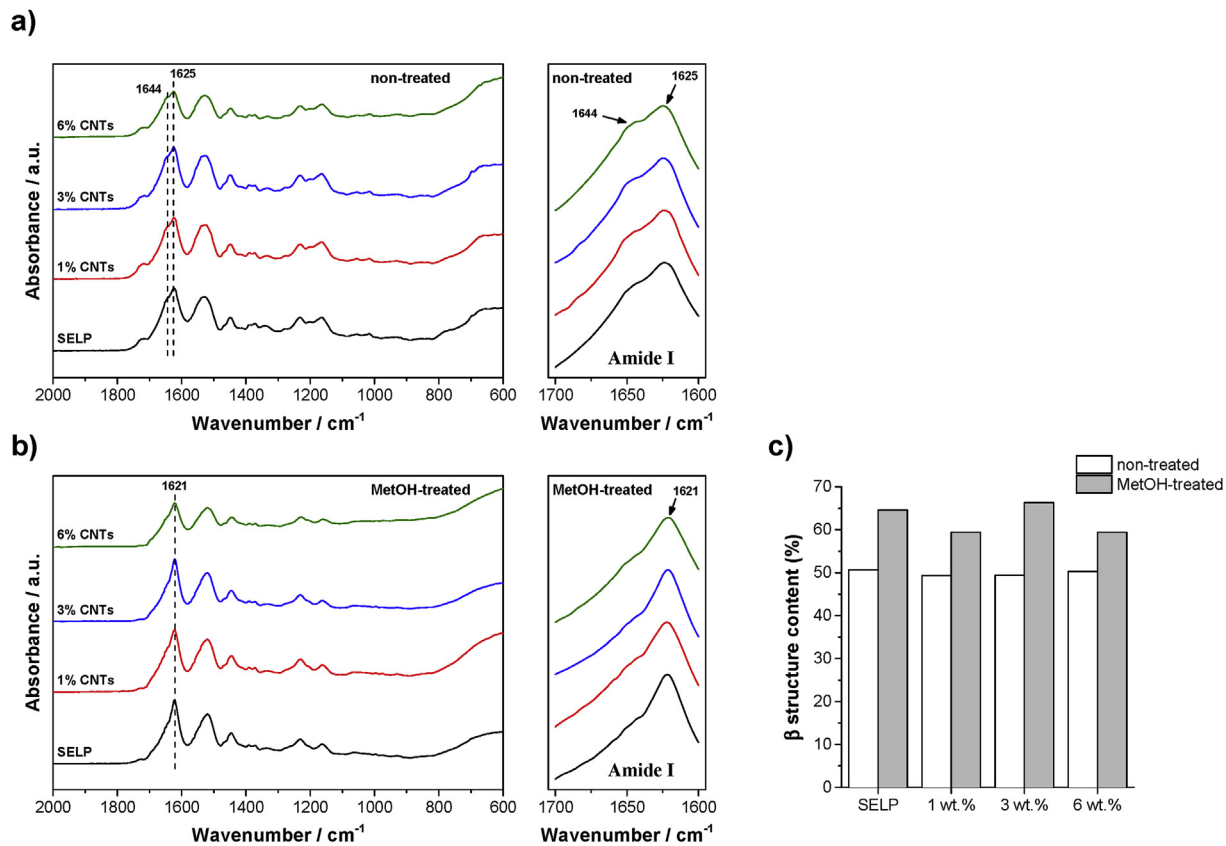 a)
1625
1644
non-treated
6% CNTs
3% CNTs
1% CNTs
SELP
Absorbance / a.u.
2000 1800 1600 1400 1200 1000 800 600
Wavenumber / cm⁻¹
non-treated
1625
1644
Amide I
1700 1650 1625 1600
Wavenumber / cm⁻¹
b)
1621
MetOH-treated
6% CNTs
3% CNTs
1% CNTs
SELP
Absorbance / a.u.
2000 1800 1600 1400 1200 1000 800 600
Wavenumber / cm⁻¹
MetOH-treated
1621
Amide I
1700 1650 1625 1600
Wavenumber / cm⁻¹
c)
non-treated
MetOH-treated
β structure content (%)
70
65
60
50
40
30
20
10
0
SELP 1 wt.% 3 wt.% 6 wt.%